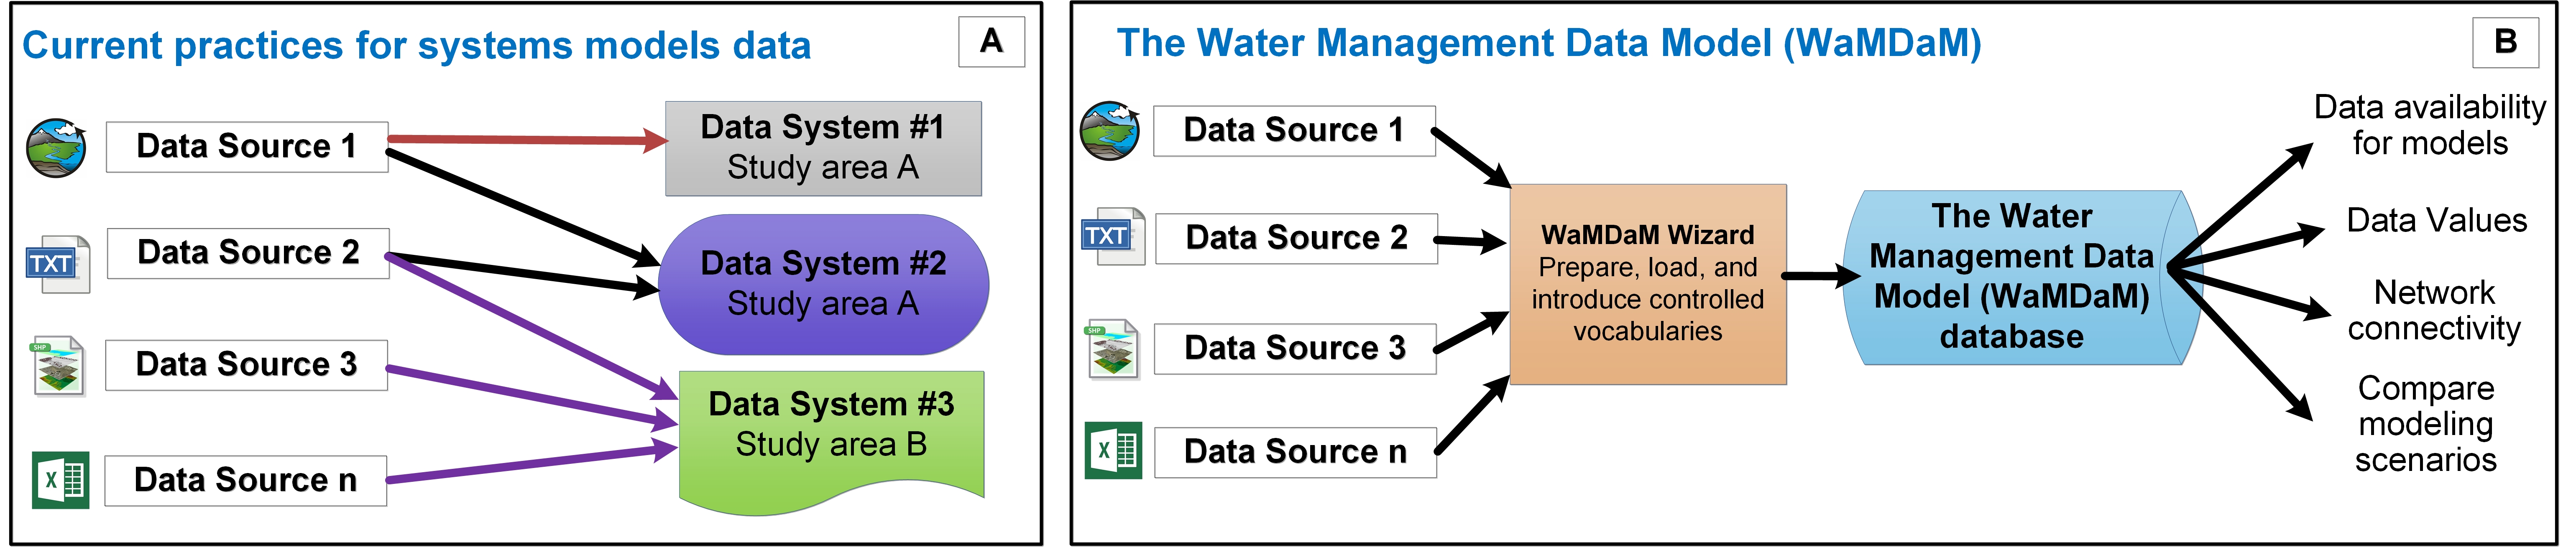 Current practices for systems models data
A
Data Source 1
TXT
Data Source 2
SHP
Data Source 3
X
Data Source n
Data System #1
Study area A
Data System #2
Study area A
Data System #3
Study area B
The Water Management Data Model (WaMDaM)
B
Data Source 1
TXT
Data Source 2
SHP
Data Source 3
X
Data Source n
WaMDaM Wizard
Prepare, load, and
introduce controlled
vocabularies
The Water
Management Data
Model (WaMDaM)
database
Data availability
for models
Data Values
Network
connectivity
Compare
modeling
scenarios